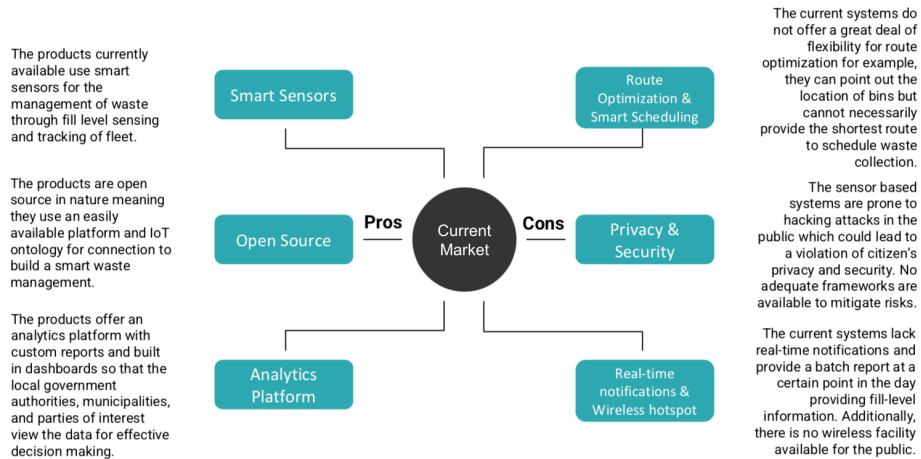 The products currently
available use smart
sensors for the
management of waste
through fill level sensing
and tracking of fleet.
The products are open
source in nature meaning
they use an easily
available platform and IoT
ontology for connection to
build a smart waste
management.
The products offer an
analytics platform with
custom reports and built
in dashboards so that the
local government
authorities, municipalities,
and parties of interest
view the data for effective
decision making.
Smart Sensors
Open Source
Analytics
Platform
Pros
Current
Market
Cons
Route
Optimization &
Smart Scheduling
Privacy &
Security
Real-time
notifications &
Wireless hotspot
The current systems do
not offer a great deal of
flexibility for route
optimization for example,
they can point out the
location of bins but
cannot necessarily
provide the shortest route
to schedule waste
collection.
The sensor based
systems are prone to
hacking attacks in the
public which could lead to
a violation of citizen's
privacy and security. No
adequate frameworks are
available to mitigate risks.
The current systems lack
real-time notifications and
provide a batch report at a
certain point in the day
providing fill-level
information. Additionally,
there is no wireless facility
available for the public.